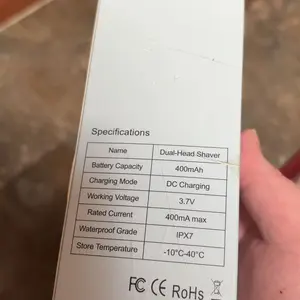 Specifications
Name Dual-Head Shaver
Battery Capacity 400mAh
Charging Mode DC Charging
Working Voltage 3.7V
Rated Current 400mA max
Waterproof Grade IPX7
Store Temperature -10°C-40°C
FC CE RoHS